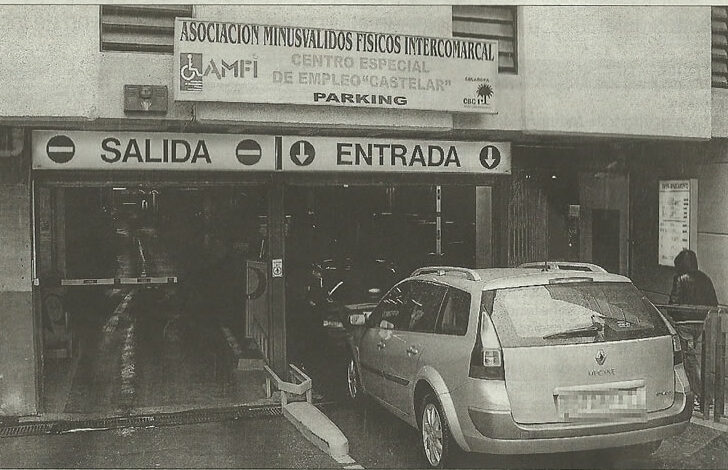 ASOCIACION MINUSVALIDOS FISICOS INTERCOMARCAL
AMFI
CENTRO ESPECIAL
DE EMPLEO "CASTELAR"
PARKING
SALIDA
ENTRADA
MEGANE